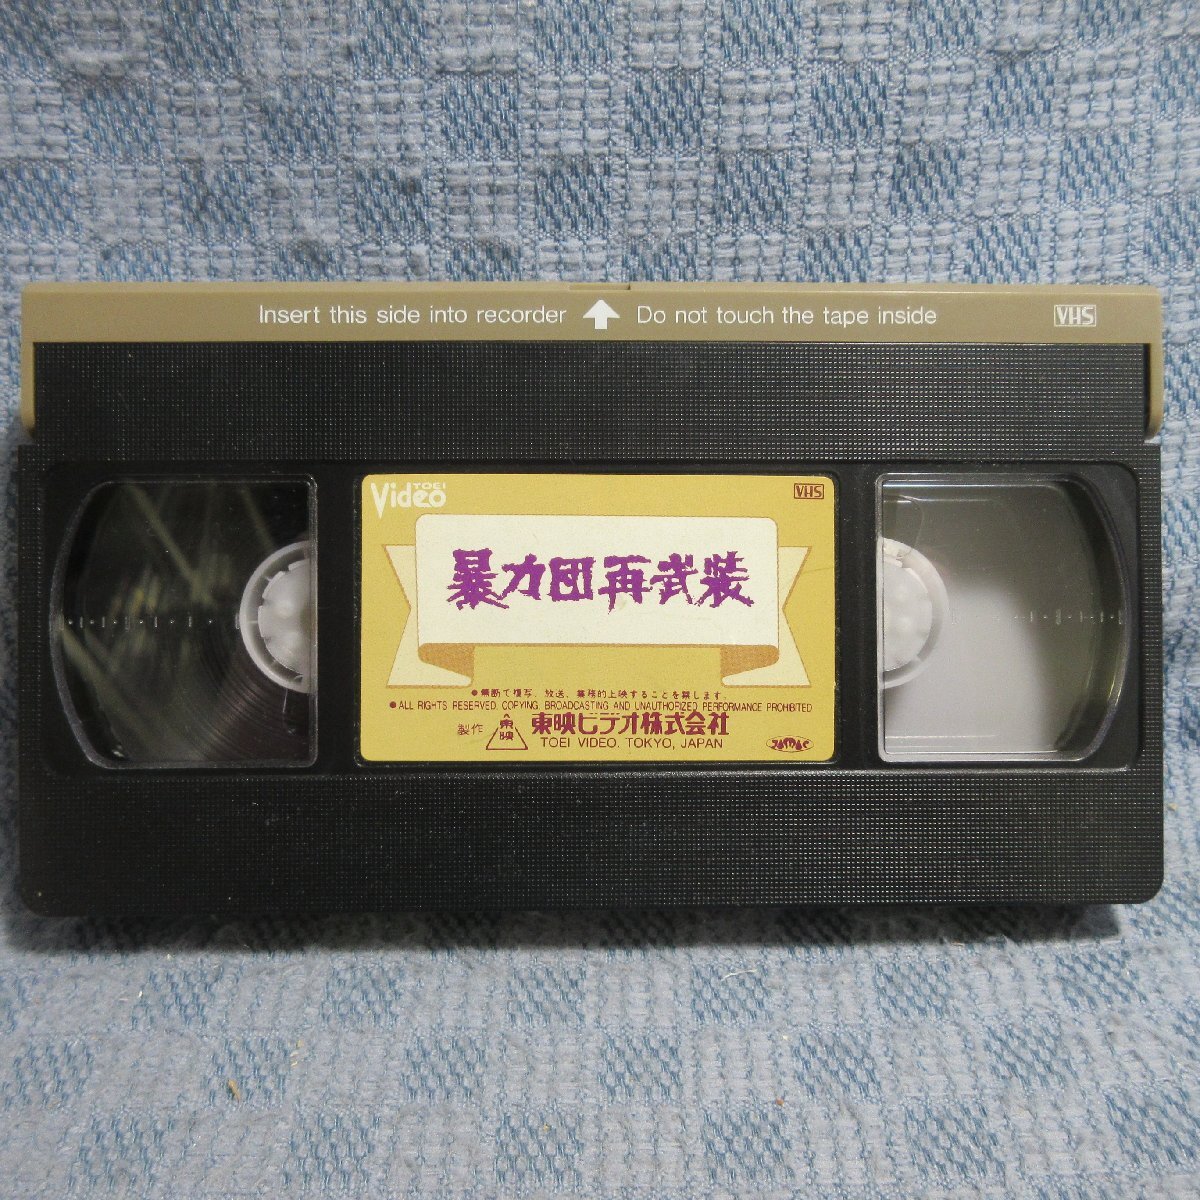 Insert this side into recorder Do not touch the tape inside VHS
TOEI
Video
VHS
暴力団再武装
●無断で複写、放送、業務的上映することを禁します。
●ALL RIGHTS RESERVED. COPYING, BROADCASTING AND UNAUTHORIZED PERFORMANCE PROHIBITED
製作 東映 東映ビデオ株式会社
TOEI VIDEO. TOKYO, JAPAN